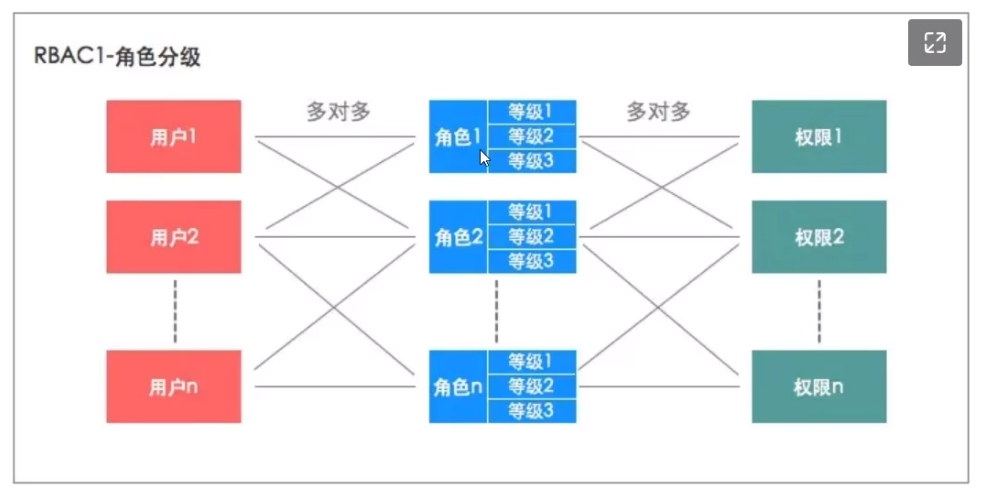 RBAC1-角色分级
多对多
多对多
用户1
角色1
等级1
等级2
等级3
权限1
用户2
角色2
等级1
等级2
等级3
权限2
用户n
角色n
等级1
等级2
等级3
权限n